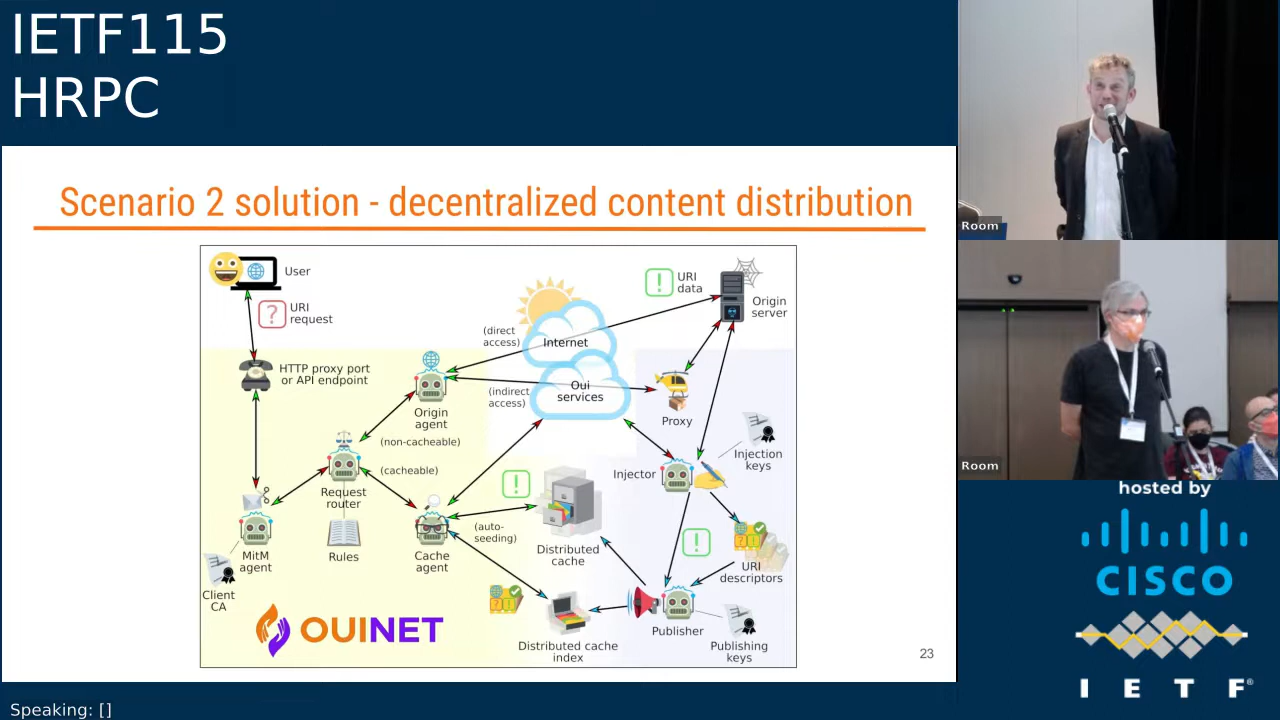 IETF115
HRPC
Scenario 2 solution - decentralized content distribution
User
URI
request
HTTP proxy port
or API endpoint
Origin
agent
(direct
access)
Internet
(indirect
access)
Oui
services
URI
data
Origin
server
Proxy
Injection
keys
Injector
(non-cacheable)
(cacheable)
Request
router
Rules
MitM
agent
Client
CA
Cache
agent
(auto-
seeding)
Distributed
cache
URI
descriptors
Publisher
Publishing
keys
Distributed cache
index
OUINET
23
Room
Room
hosted by
CISCO
I E T F®
Speaking: []